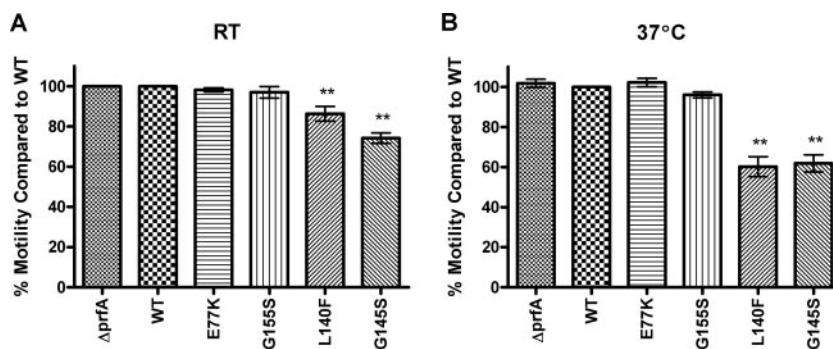 A
RT
% Motility Compared to WT
100
80
60
40
20
0
**
**
ΔprfA
WT
E77K
G155S
L140F
G145S
B
37°C
% Motility Compared to WT
100
80
60
40
20
0
**
**
ΔprfA
WT
E77K
G155S
L140F
G145S